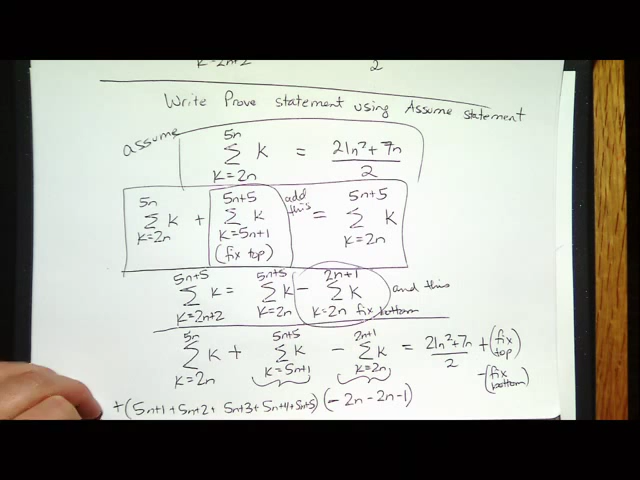 K=2n+2 2
Write Prove statement using Assume statement
assume 5n ∑ K=2n K = 21n²+7n / 2
5n ∑ K=2n K + 5n+5 ∑ K=5n+1 K (fix top) add this = 5n+5 ∑ K=2n K
5n+5 ∑ K=2n+2 K = 5n+5 ∑ K=2n K − 2n+1 ∑ K=2n K fix bottom and this
5n ∑ K=2n K + 5n+5 ∑ K=5n+1 K − 2n+1 ∑ K=2n K = 21n²+7n / 2 + (fix top) − (fix bottom)
+ (5n+1 + 5n+2 + 5n+3 + 5n+4 + 5n+5) (− 2n − 2n − 1)